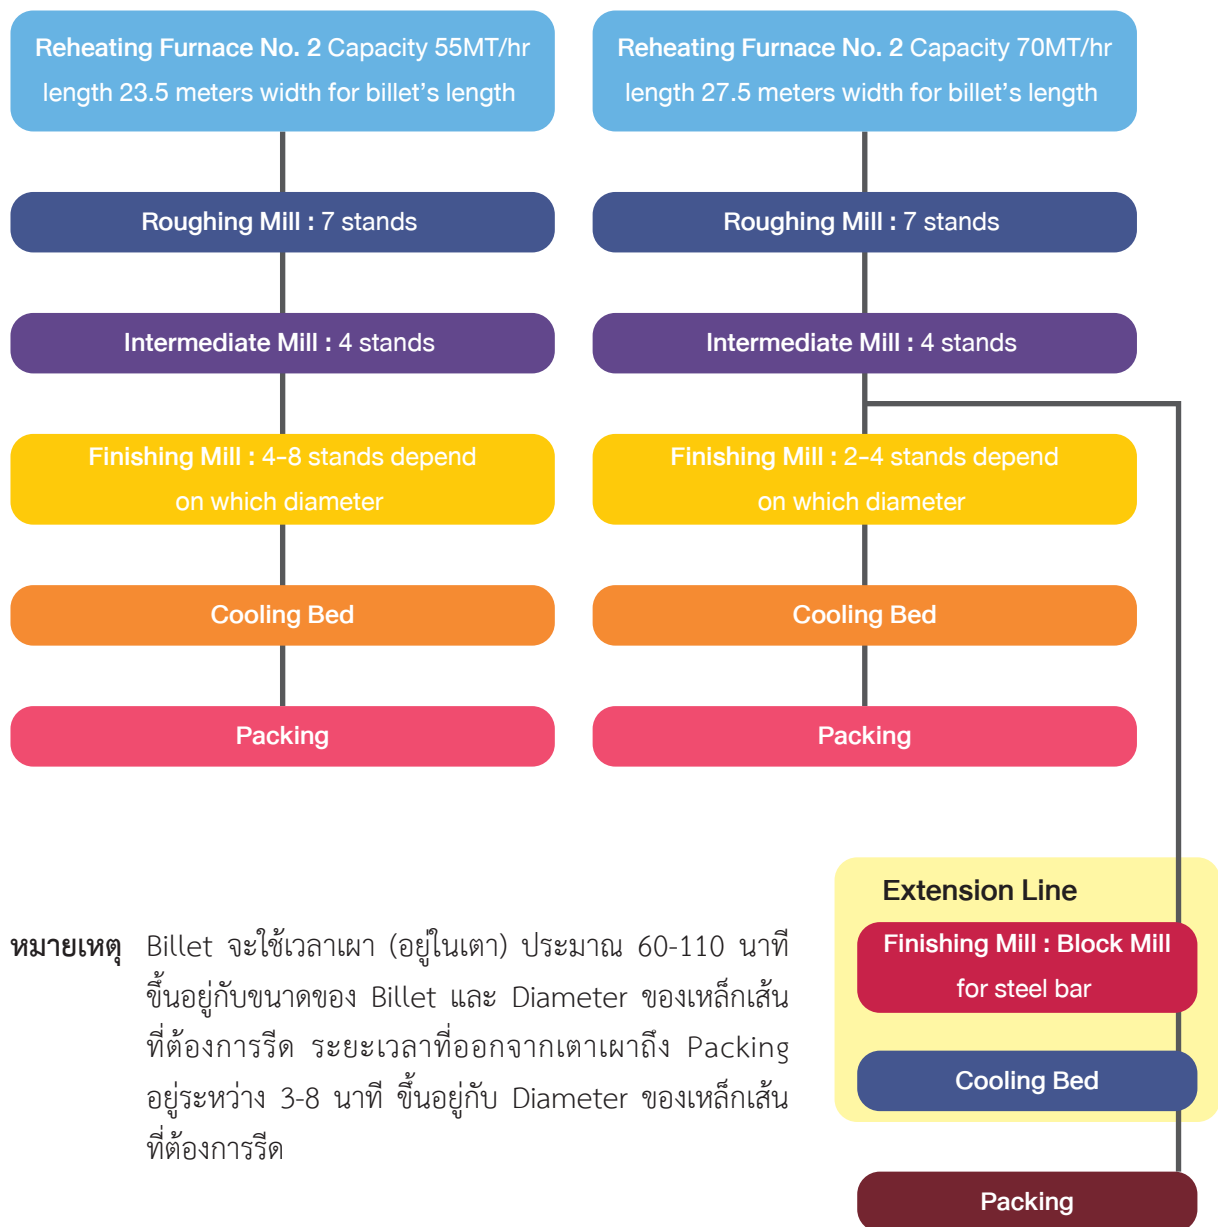 Reheating Furnace No. 2 Capacity 55MT/hr
length 23.5 meters width for billet's length
Roughing Mill : 7 stands
Intermediate Mill : 4 stands
Finishing Mill : 4-8 stands depend
on which diameter
Cooling Bed
Packing
Reheating Furnace No. 2 Capacity 70MT/hr
length 27.5 meters width for billet's length
Roughing Mill : 7 stands
Intermediate Mill : 4 stands
Finishing Mill : 2-4 stands depend
on which diameter
Cooling Bed
Packing
Extension Line
Finishing Mill : Block Mill
for steel bar
Cooling Bed
Packing
หมายเหตุ Billet จะใช้เวลาเผา (อยู่ในเตา) ประมาณ 60-110 นาที
ขึ้นอยู่กับขนาดของ Billet และ Diameter ของเหล็กเส้น
ที่ต้องการรีด ระยะเวลาที่ออกจากเตาเผาถึง Packing
อยู่ระหว่าง 3-8 นาที ขึ้นอยู่กับ Diameter ของเหล็กเส้น
ที่ต้องการรีด